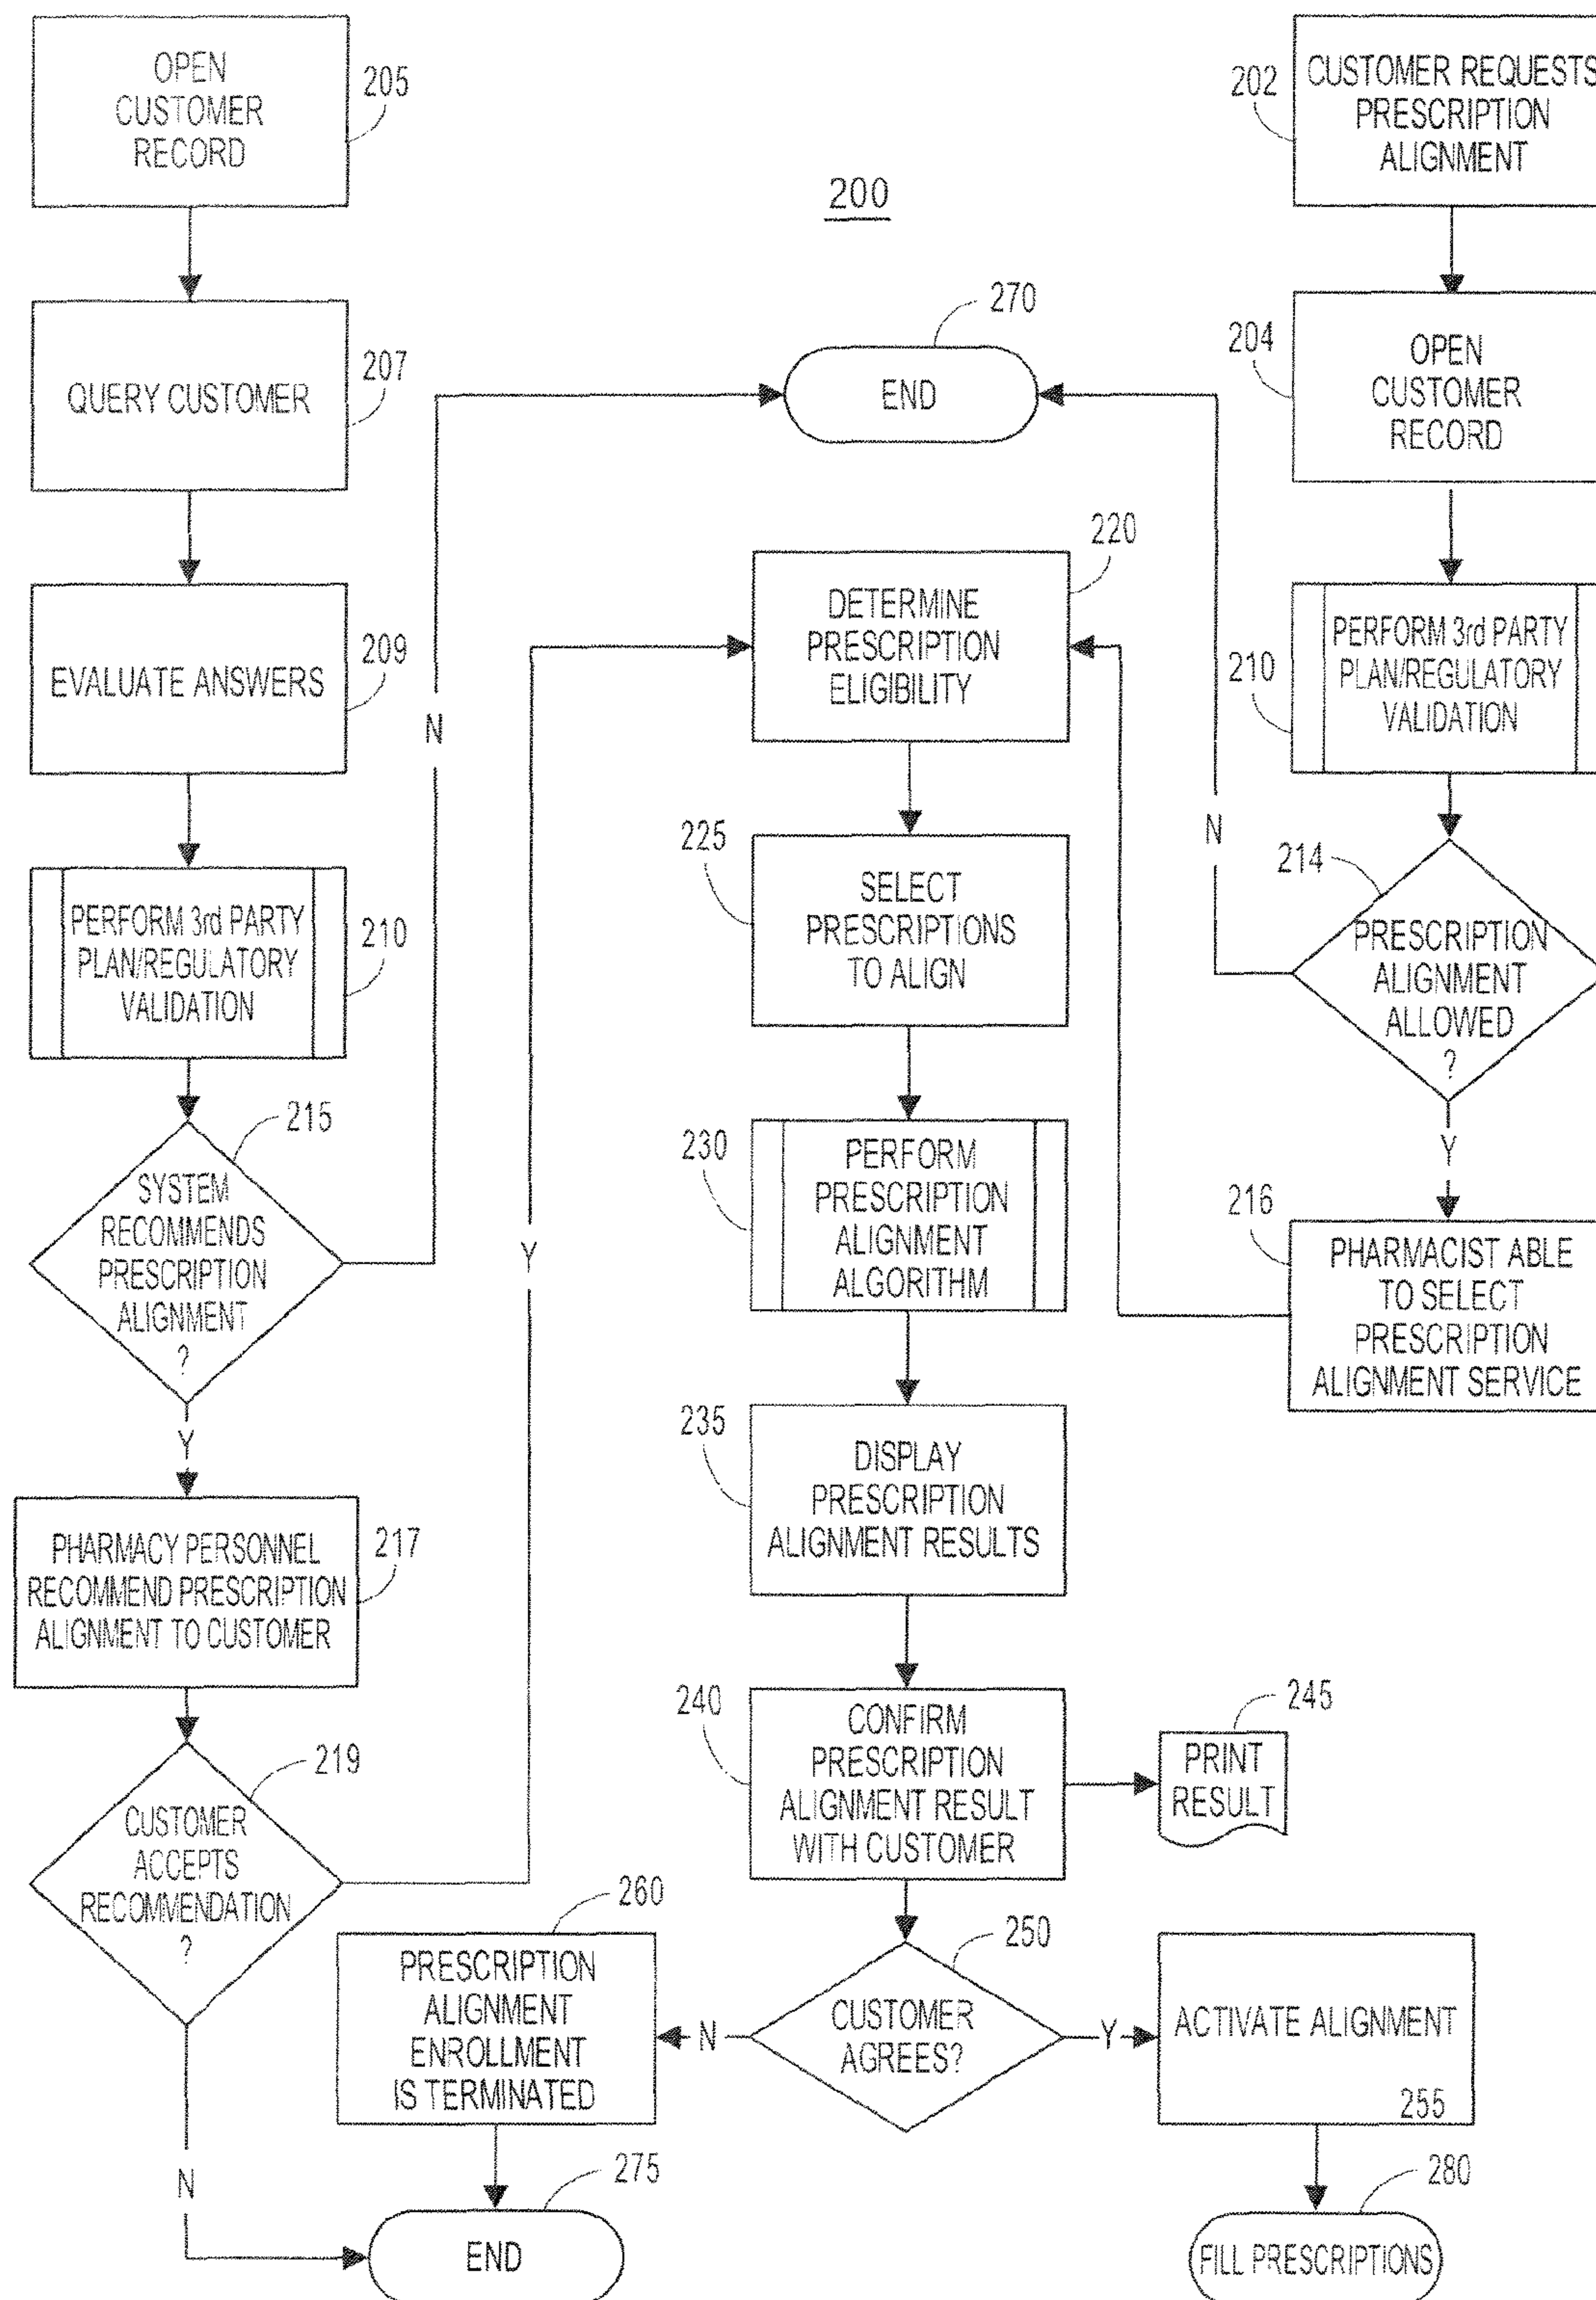 OPEN
CUSTOMER
RECORD
205
QUERY CUSTOMER
207
EVALUATE ANSWERS
209
PERFORM 3rd PARTY
PLAN/REGULATORY
VALIDATION
210
215
SYSTEM
RECOMMENDS
PRESCRIPTION
ALIGNMENT
?
N
Y
PHARMACY PERSONNEL
RECOMMEND PRESCRIPTION
ALIGNMENT TO CUSTOMER
217
219
CUSTOMER
ACCEPTS
RECOMMENDATION
?
Y
N
200
270
END
220
DETERMINE
PRESCRIPTION
ELIGIBILITY
225
SELECT
PRESCRIPTIONS
TO ALIGN
230
PERFORM
PRESCRIPTION
ALIGNMENT
ALGORITHM
235
DISPLAY
PRESCRIPTION
ALIGNMENT RESULTS
240
CONFIRM
PRESCRIPTION
ALIGNMENT RESULT
WITH CUSTOMER
245
PRINT
RESULT
250
CUSTOMER
AGREES?
N
Y
260
PRESCRIPTION
ALIGNMENT
ENROLLMENT
IS TERMINATED
275
END
ACTIVATE ALIGNMENT
255
280
FILL PRESCRIPTIONS
202
CUSTOMER REQUESTS
PRESCRIPTION
ALIGNMENT
204
OPEN
CUSTOMER
RECORD
210
PERFORM 3rd PARTY
PLAN/REGULATORY
VALIDATION
214
PRESCRIPTION
ALIGNMENT
ALLOWED
?
N
Y
216
PHARMACIST ABLE
TO SELECT
PRESCRIPTION
ALIGNMENT SERVICE